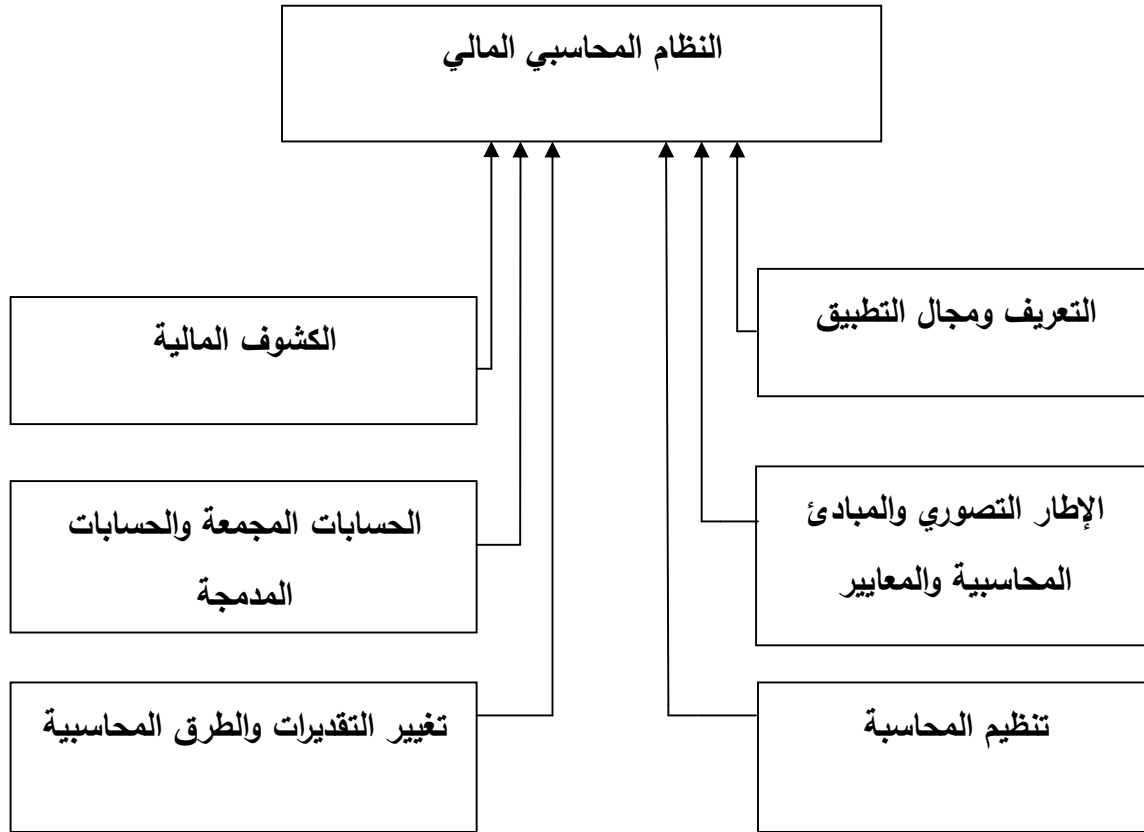 النظام المحاسبي المالي
التعريف ومجال التطبيق
الكشوف المالية
الإطار التصوري والمبادئ
المحاسبية والمعايير
الحسابات المجمعة والحسابات
المدمجة
تنظيم المحاسبة
تغيير التقديرات والطرق المحاسبية